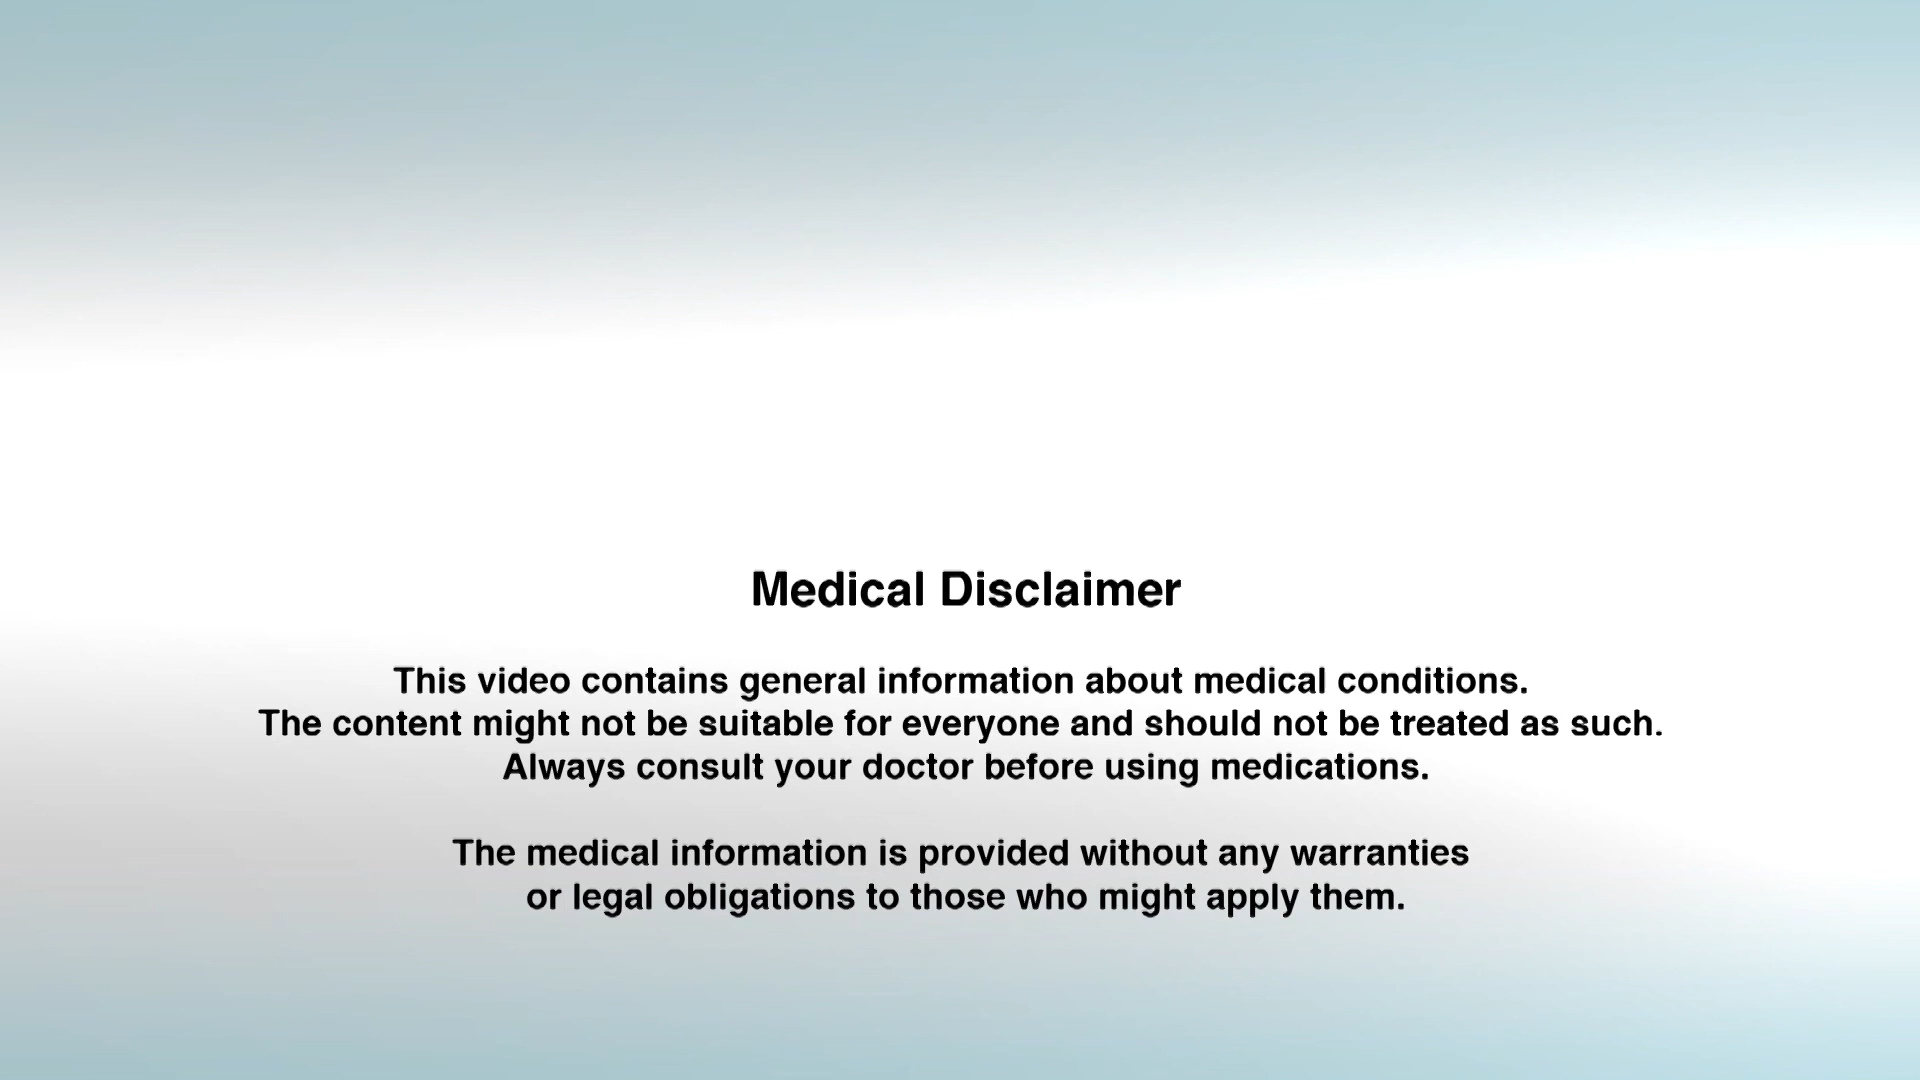 Medical Disclaimer
This video contains general information about medical conditions.
The content might not be suitable for everyone and should not be treated as such.
Always consult your doctor before using medications.
The medical information is provided without any warranties
or legal obligations to those who might apply them.